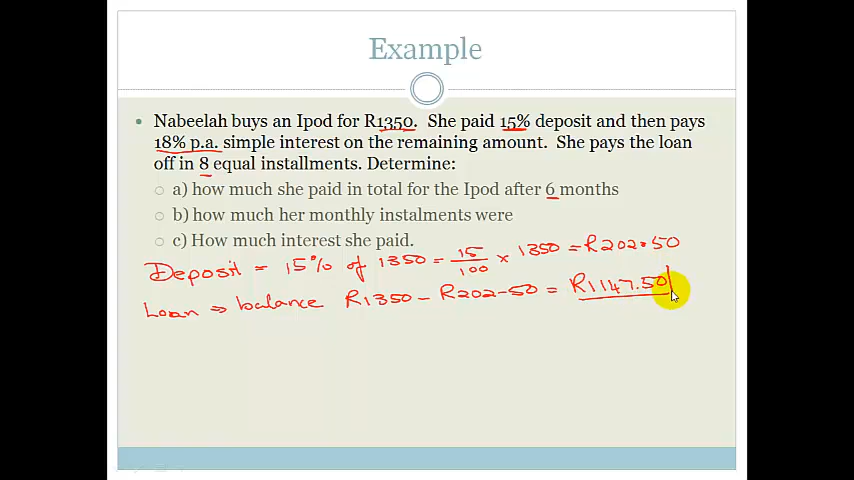 Example
Nabeelah buys an Ipod for R1350. She paid 15% deposit and then pays
18% p.a. simple interest on the remaining amount. She pays the loan
off in 8 equal installments. Determine:
a) how much she paid in total for the Ipod after 6 months
b) how much her monthly instalments were
c) How much interest she paid.
Deposit = 15% of 1350 = 15/100 × 1350 = R202.50
Loan ⇒ balance R1350 - R202-50 = R1147.50